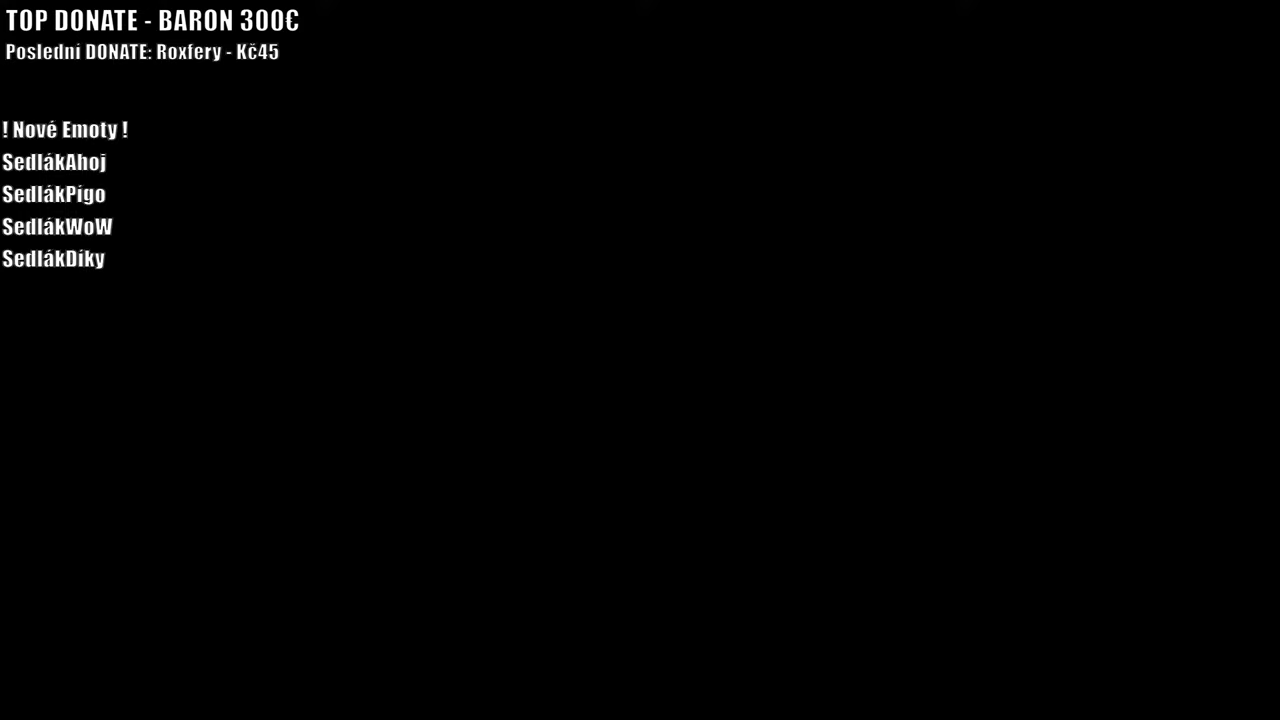 TOP DONATE - BARON 300€
Poslední DONATE: Roxfery - Kč45
! Nové Emoty !
SedlákAhoj
SedlákPígo
SedlákWoW
SedlákDíky